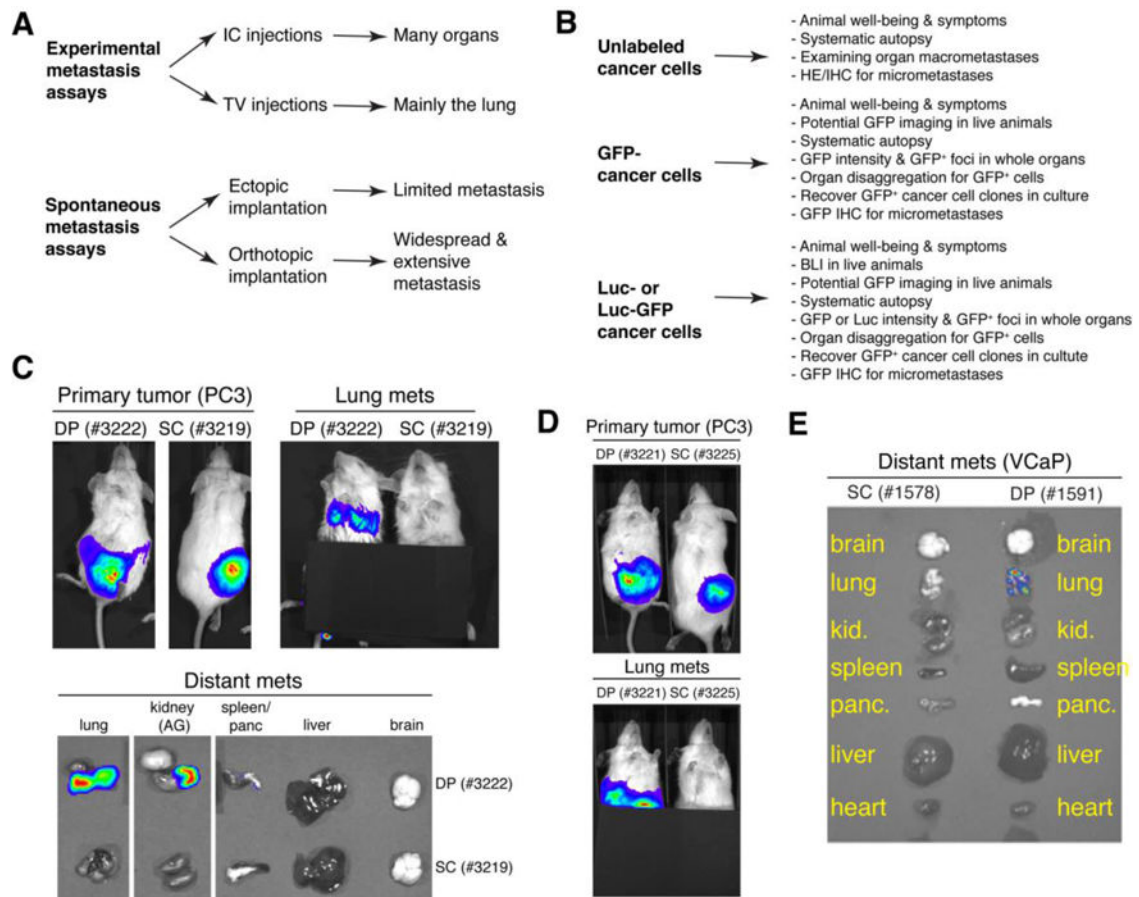 A
Experimental
metastasis
assays
IC injections
Many organs
TV injections
Mainly the lung
Spontaneous
metastasis
assays
Ectopic
implantation
Limited metastasis
Orthotopic
implantation
Widespread &
extensive
metastasis
B
Unlabeled
cancer cells
- Animal well-being & symptoms
- Systematic autopsy
- Examining organ macrometastases
- HE/IHC for micrometastases
GFP-
cancer cells
- Animal well-being & symptoms
- Potential GFP imaging in live animals
- Systematic autopsy
- GFP intensity & GFP⁺ foci in whole organs
- Organ disaggregation for GFP⁺ cells
- Recover GFP⁺ cancer cell clones in culture
- GFP IHC for micrometastases
Luc- or
Luc-GFP
cancer cells
- Animal well-being & symptoms
- BLI in live animals
- Potential GFP imaging in live animals
- Systematic autopsy
- GFP or Luc intensity & GFP⁺ foci in whole organs
- Organ disaggregation for GFP⁺ cells
- Recover GFP⁺ cancer cell clones in cultute
- GFP IHC for micrometastases
C
Primary tumor (PC3)
DP (#3222) SC (#3219)
Lung mets
DP (#3222) SC (#3219)
Distant mets
lung
kidney
(AG)
spleen/
panc
liver
brain
DP (#3222)
SC (#3219)
D
Primary tumor (PC3)
DP (#3221) SC (#3225)
Lung mets
DP (#3221) SC (#3225)
E
Distant mets (VCaP)
SC (#1578) DP (#1591)
brain brain
lung lung
kid. kid.
spleen spleen
panc. panc.
liver liver
heart heart